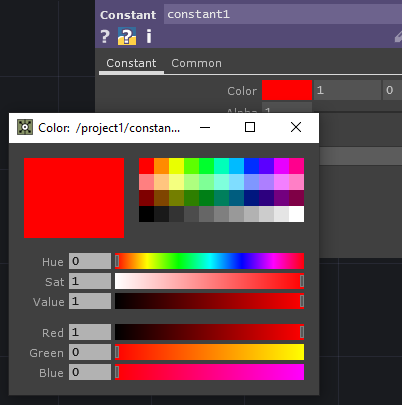 Constant constant1
? ? i
Constant Common
Color 1 0
Alpha 1
Color: /project1/constan...
Hue 0
Sat 1
Value 1
Red 1
Green 0
Blue 0